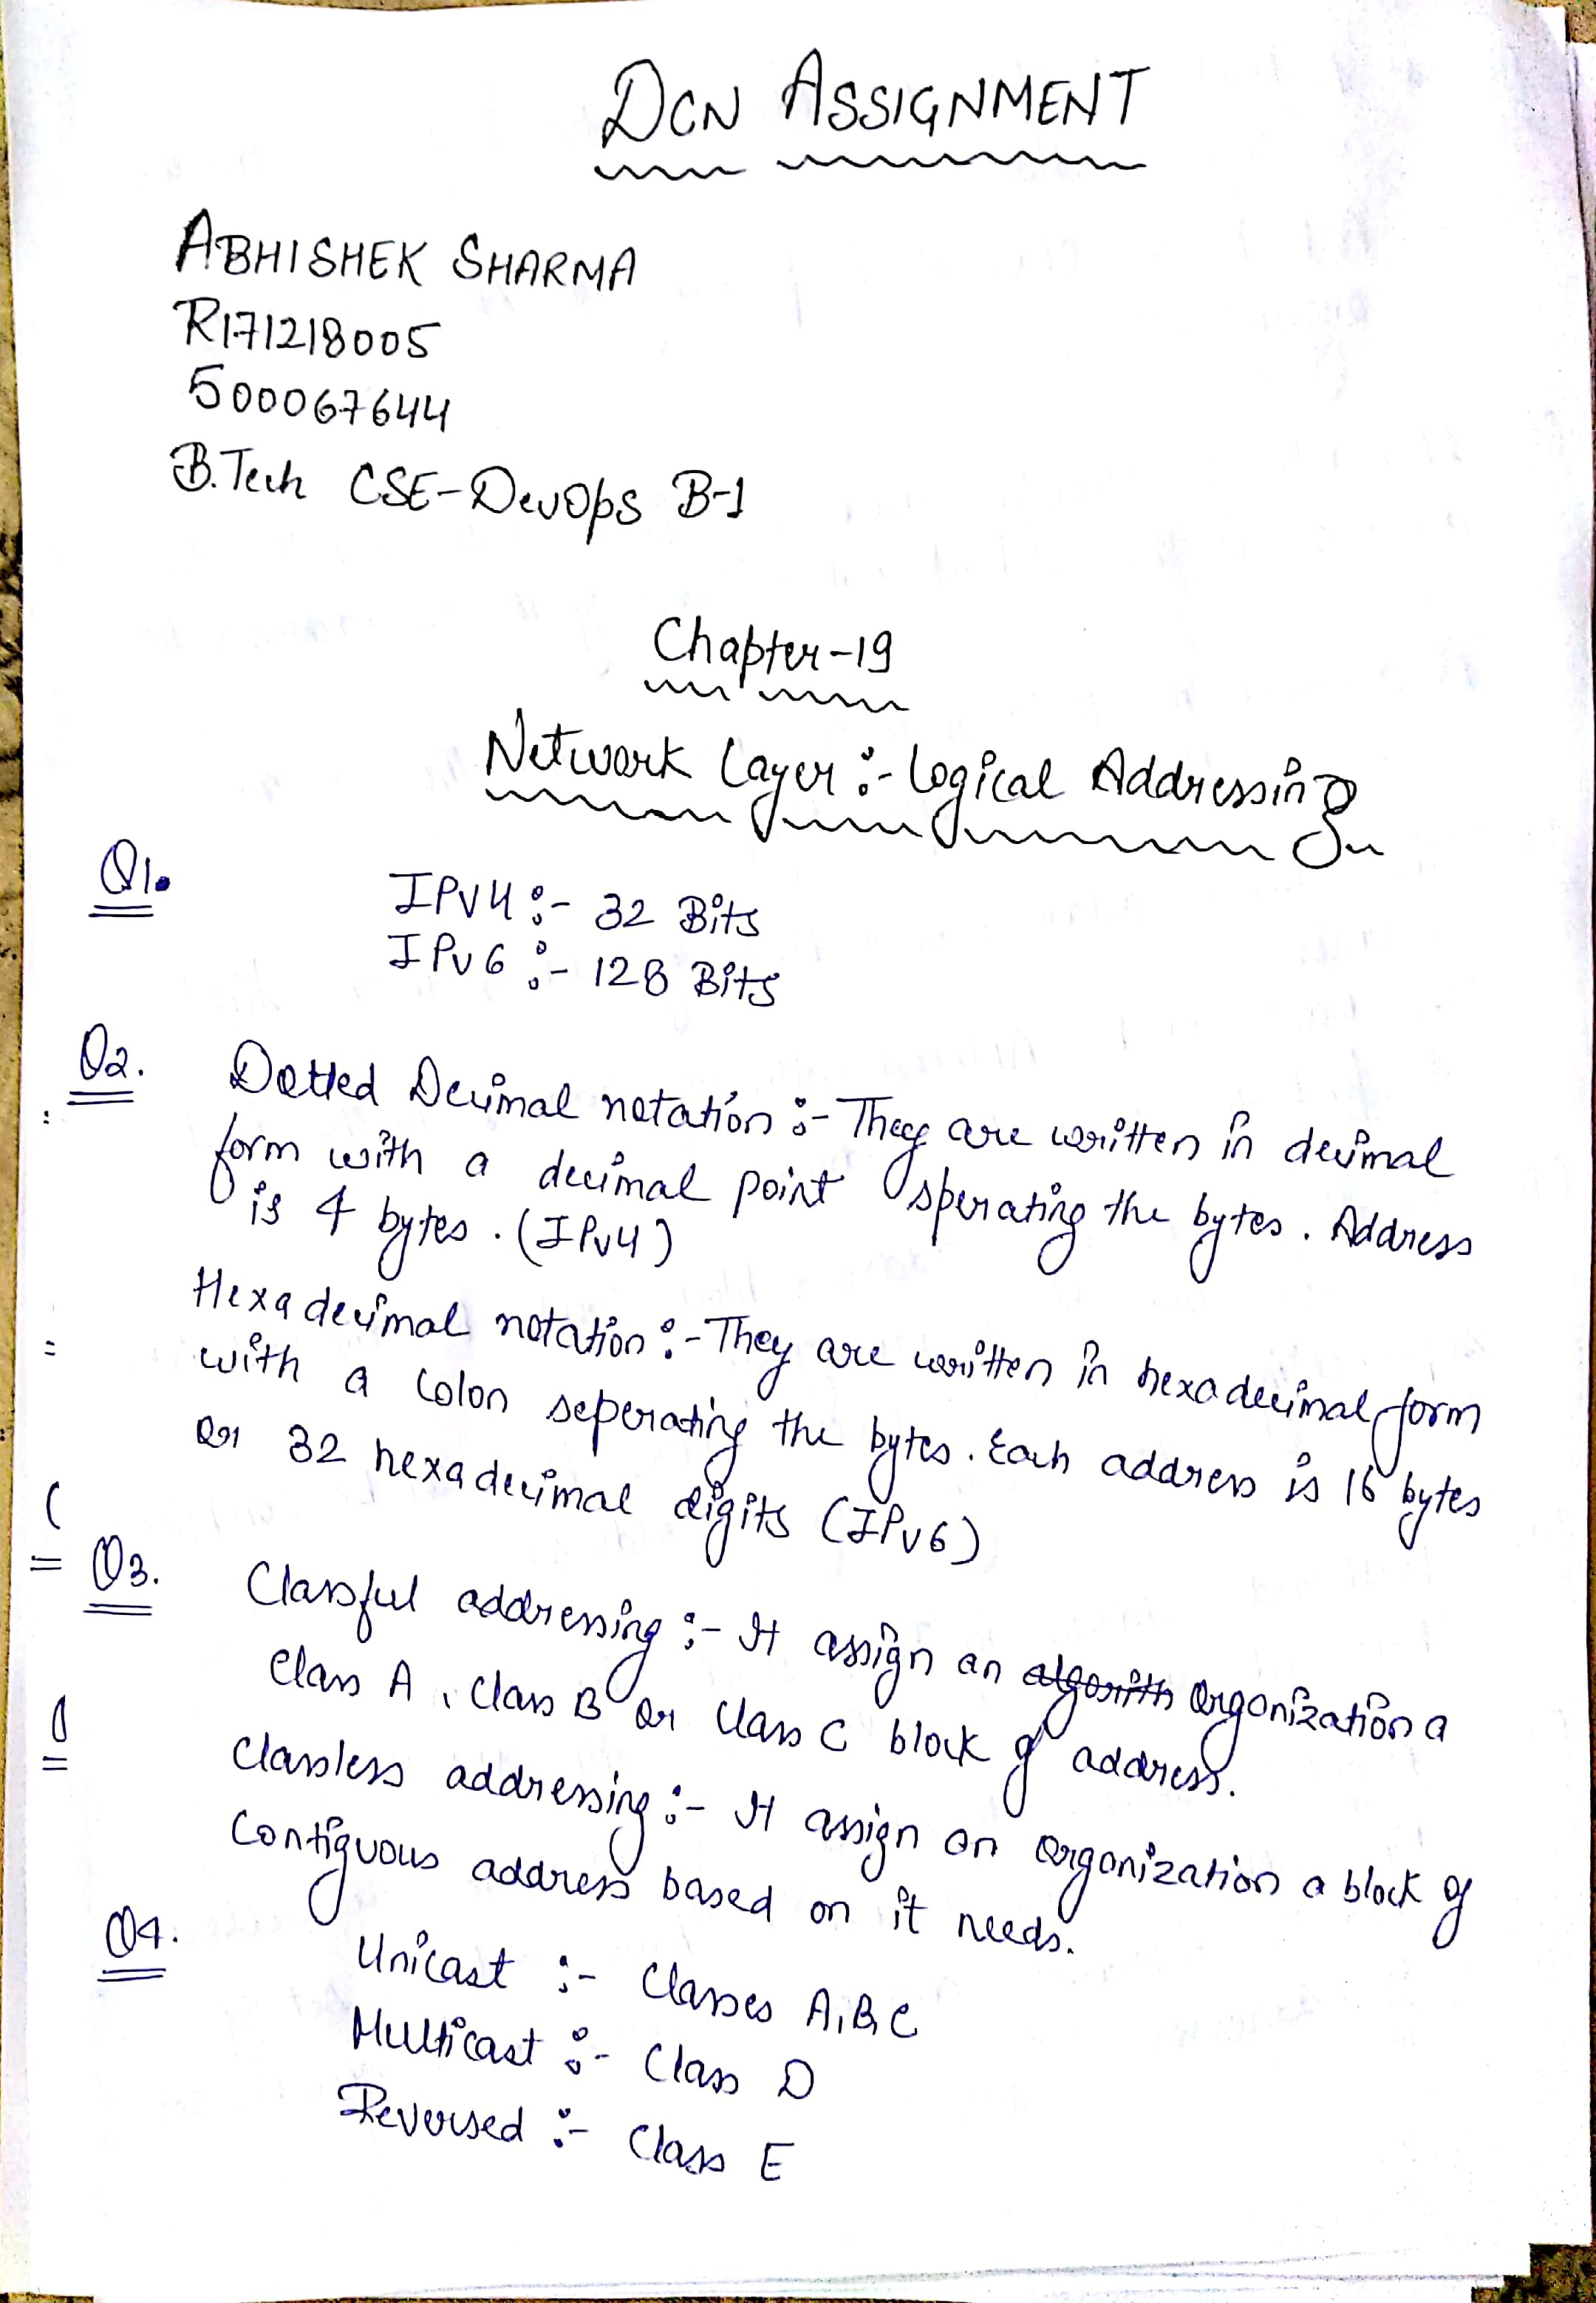 DCN ASSIGNMENT
ABHISHEK SHARMA
R171218005
500067644
B.Tech CSE-DevOps B-1
Chapter-19
Network Layer :- Logical Addressing
Q1. IPv4 :- 32 Bits
IPv6 :- 128 Bits
Q2. Dotted Decimal notation :- They are written in decimal
form with a decimal point sperating the bytes. Address
is 4 bytes. (IPv4)
Hexadecimal notation :- They are written in hexadecimal form
with a colon seperating the bytes. Each address is 16 bytes
or 32 hexadecimal digits (IPv6)
Q3. Classful addressing :- It assign an algorith organization a
Class A, Class B or Class C block of address.
Classless addressing :- It assign an organization a block of
Contiguous address based on it needs.
Q4. Unicast :- Classes A, B, C
Multicast :- Class D
Reversed :- Class E